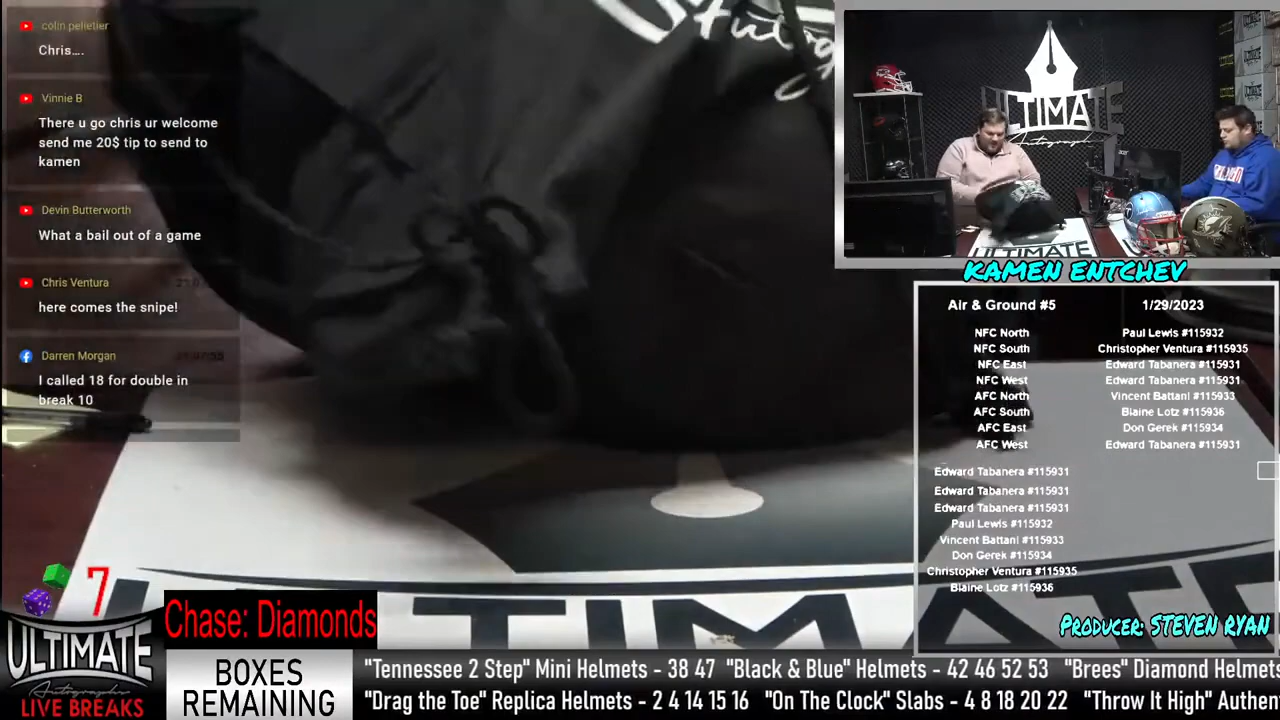 colin.pelletier
Chris....
Vinnie B
There u go chris ur welcome
send me 20$ tip to send to
kamen
Devin Butterworth
What a bail out of a game
Chris Ventura
here comes the snipe!
Darren Morgan
I called 18 for double in
break 10
ULTIMATE
KAMEN ENTCHEV
Air & Ground #5 1/29/2023
NFC North Paul Lewis #115932
NFC South Christopher Ventura #115935
NFC East Edward Tabanera #115931
NFC West Edward Tabanera #115931
AFC North Vincent Battani #115933
AFC South Blaine Lotz #115936
AFC East Don Gerek #115934
AFC West Edward Tabanera #115931
Edward Tabanera #115931
Edward Tabanera #115931
Edward Tabanera #115931
Paul Lewis #115932
Vincent Battani #115933
Don Gerek #115934
Christopher Ventura #115935
Blaine Lotz #115936
PRODUCER: STEVEN RYAN
7
Chase: Diamonds
ULTIMATE
Autographs
LIVE BREAKS
BOXES
REMAINING
"Tennessee 2 Step" Mini Helmets - 38 47 "Black & Blue" Helmets - 42 46 52 53 "Brees" Diamond Helmets
"Drag the Toe" Replica Helmets - 2 4 14 15 16 "On The Clock" Slabs - 4 8 18 20 22 "Throw It High" Authen